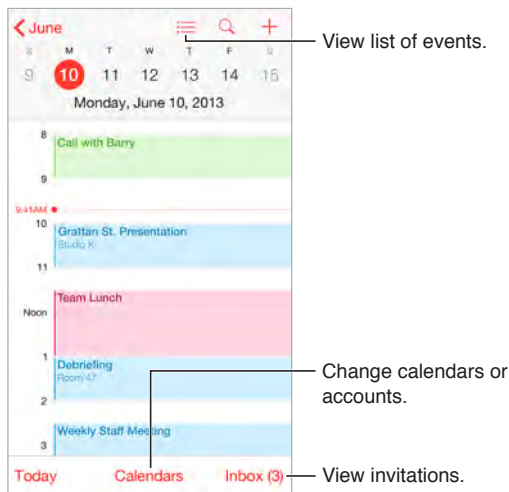 June
View list of events.
S M T W T F S
9 10 11 12 13 14 15
Monday, June 10, 2013
8
Call with Barry
9
9:41AM
10
Grattan St. Presentation
Studio K
11
Team Lunch
Noon
1
Debriefing
Room 47
Change calendars or
accounts.
2
Weekly Staff Meeting
3
Today Calendars Inbox (3)
View invitations.